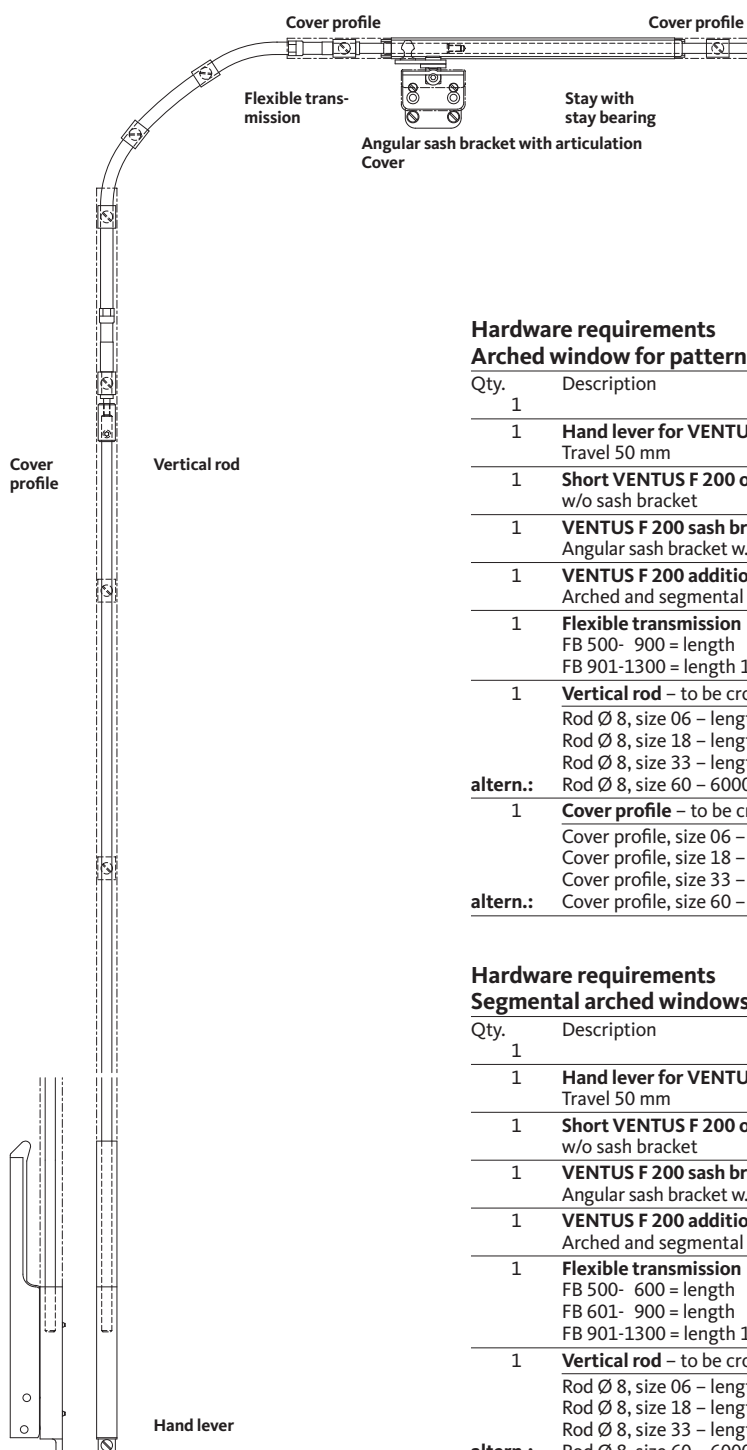 Cover profile
Cover profile
Flexible trans-
mission
Stay with
stay bearing
Angular sash bracket with articulation
Cover
Cover
profile
Vertical rod
Hand lever
Hardware requirements
Arched window for pattern
Qty. Description
1
1 Hand lever for VENTU
Travel 50 mm
1 Short VENTUS F 200 o
w/o sash bracket
1 VENTUS F 200 sash br
Angular sash bracket w.
1 VENTUS F 200 additio
Arched and segmental
1 Flexible transmission
FB 500- 900 = length
FB 901-1300 = length 1
1 Vertical rod – to be cro
Rod Ø 8, size 06 – lengt
Rod Ø 8, size 18 – lengt
Rod Ø 8, size 33 – lengt
altern.: Rod Ø 8, size 60 – 6000
1 Cover profile – to be cr
Cover profile, size 06 –
Cover profile, size 18 –
Cover profile, size 33 –
altern.: Cover profile, size 60 –
Hardware requirements
Segmental arched windows
Qty. Description
1
1 Hand lever for VENTU
Travel 50 mm
1 Short VENTUS F 200 o
w/o sash bracket
1 VENTUS F 200 sash br
Angular sash bracket w.
1 VENTUS F 200 additio
Arched and segmental
1 Flexible transmission
FB 500- 600 = length
FB 601- 900 = length
FB 901-1300 = length 1
1 Vertical rod – to be cro
Rod Ø 8, size 06 – lengt
Rod Ø 8, size 18 – lengt
Rod Ø 8, size 33 – lengt
altern.: Rod Ø 8, size 60 – 6000